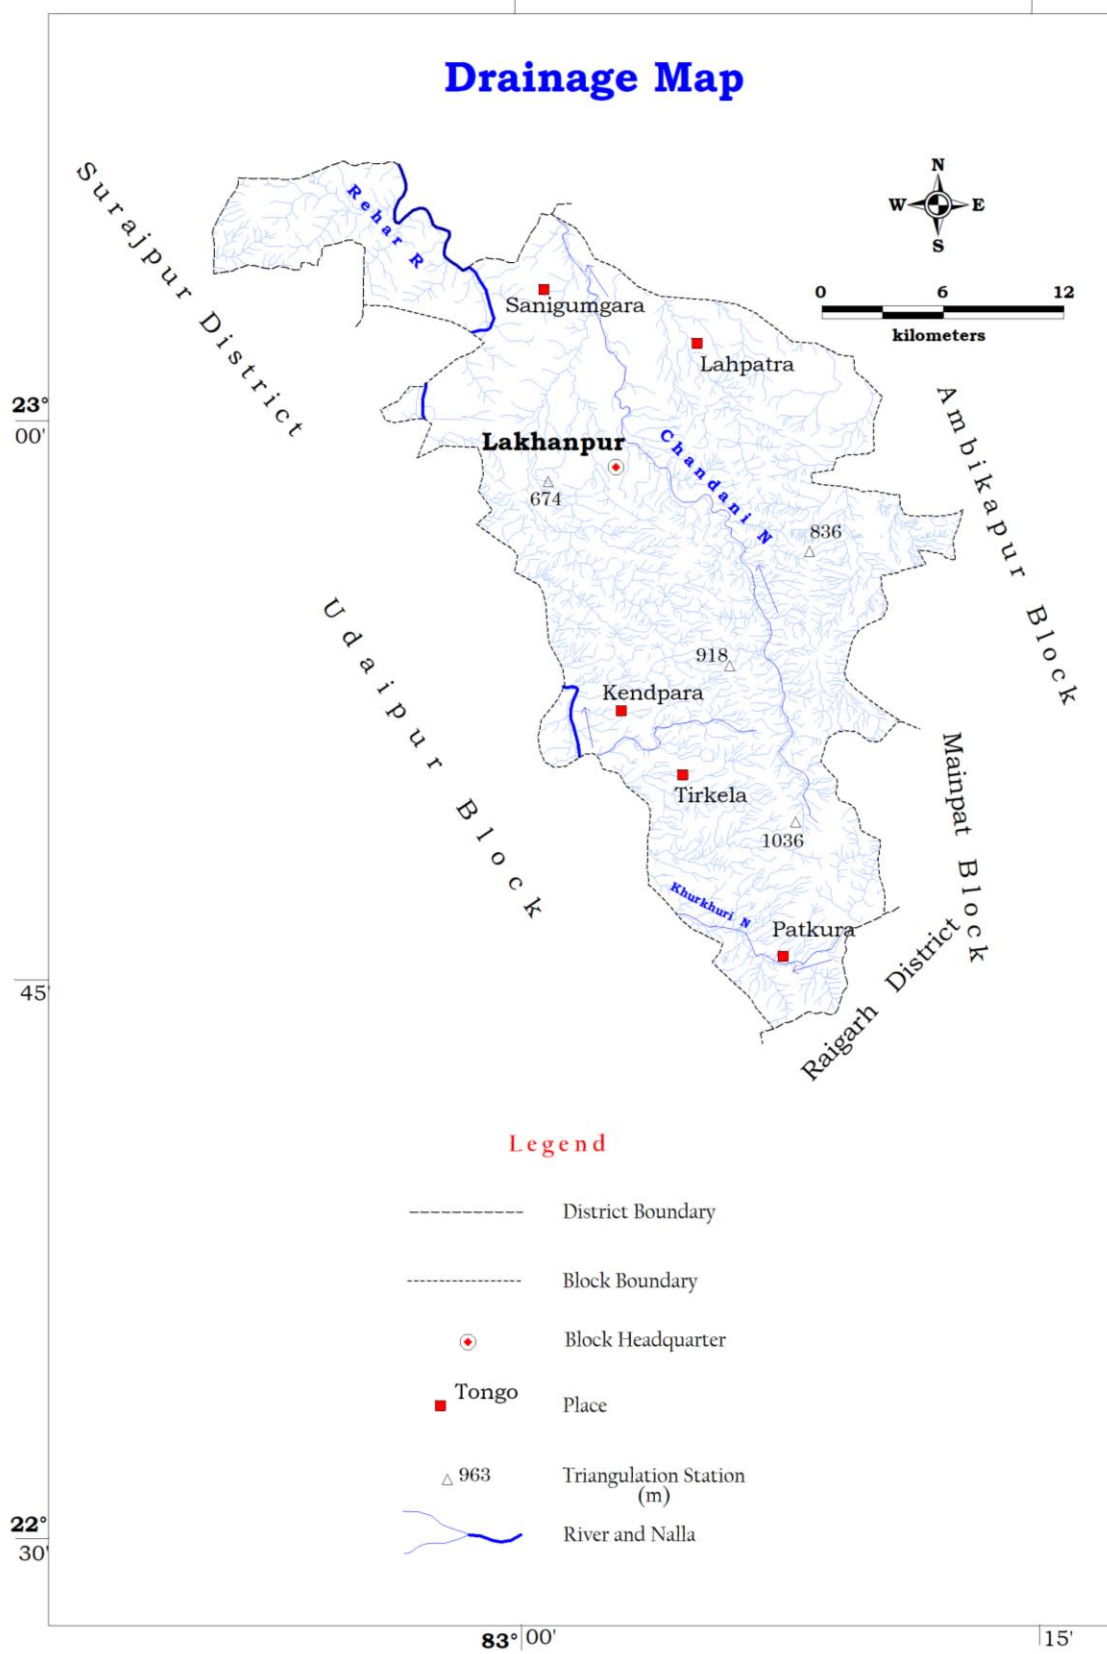 Drainage Map
N
W E
S
0 6 12
kilometers
Surajpur District
Rehar R
Sanigumgara
Lahpatra
23°
00'
Lakhanpur
Chandani N
Ambikapur Block
674
836
Udaipur Block
918
Kendpara
Mainpat Block
Tirkela
1036
Khurkhuri N
Patkura
Raigarh District
45'
Legend
District Boundary
Block Boundary
Block Headquarter
Tongo
Place
963 Triangulation Station
(m)
River and Nalla
22°
30'
83° 00' 15'